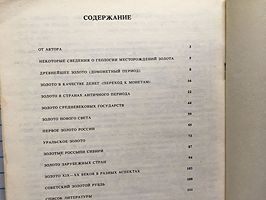 СОДЕРЖАНИЕ
ОТ АВТОРА 3
НЕКОТОРЫЕ СВЕДЕНИЯ О ГЕОЛОГИИ МЕСТОРОЖДЕНИЙ ЗОЛОТА
ДРЕВНЕЙШЕЕ ЗОЛОТО (ДОМОНЕТНЫЙ ПЕРИОД)
ЗОЛОТО В КАЧЕСТВЕ ДЕНЕГ (ПЕРЕХОД К МОНЕТАМ)
ЗОЛОТО В СТРАНАХ АНТИЧНОГО ПЕРИОДА
ЗОЛОТО СРЕДНЕВЕКОВЫХ ГОСУДАРСТВ
ЗОЛОТО НОВОГО СВЕТА
ПЕРВОЕ ЗОЛОТО РОССИИ
УРАЛЬСКОЕ ЗОЛОТО
ЗОЛОТЫЕ РОССЫПИ СИБИРИ
ЗОЛОТО ЗАРУБЕЖНЫХ СТРАН
ЗОЛОТО XIX—XX ВЕКОВ В РАЗНЫХ АСПЕКТАХ
СОВЕТСКИЙ ЗОЛОТОЙ РУБЛЬ
СПИСОК ЛИТЕРАТУРЫ